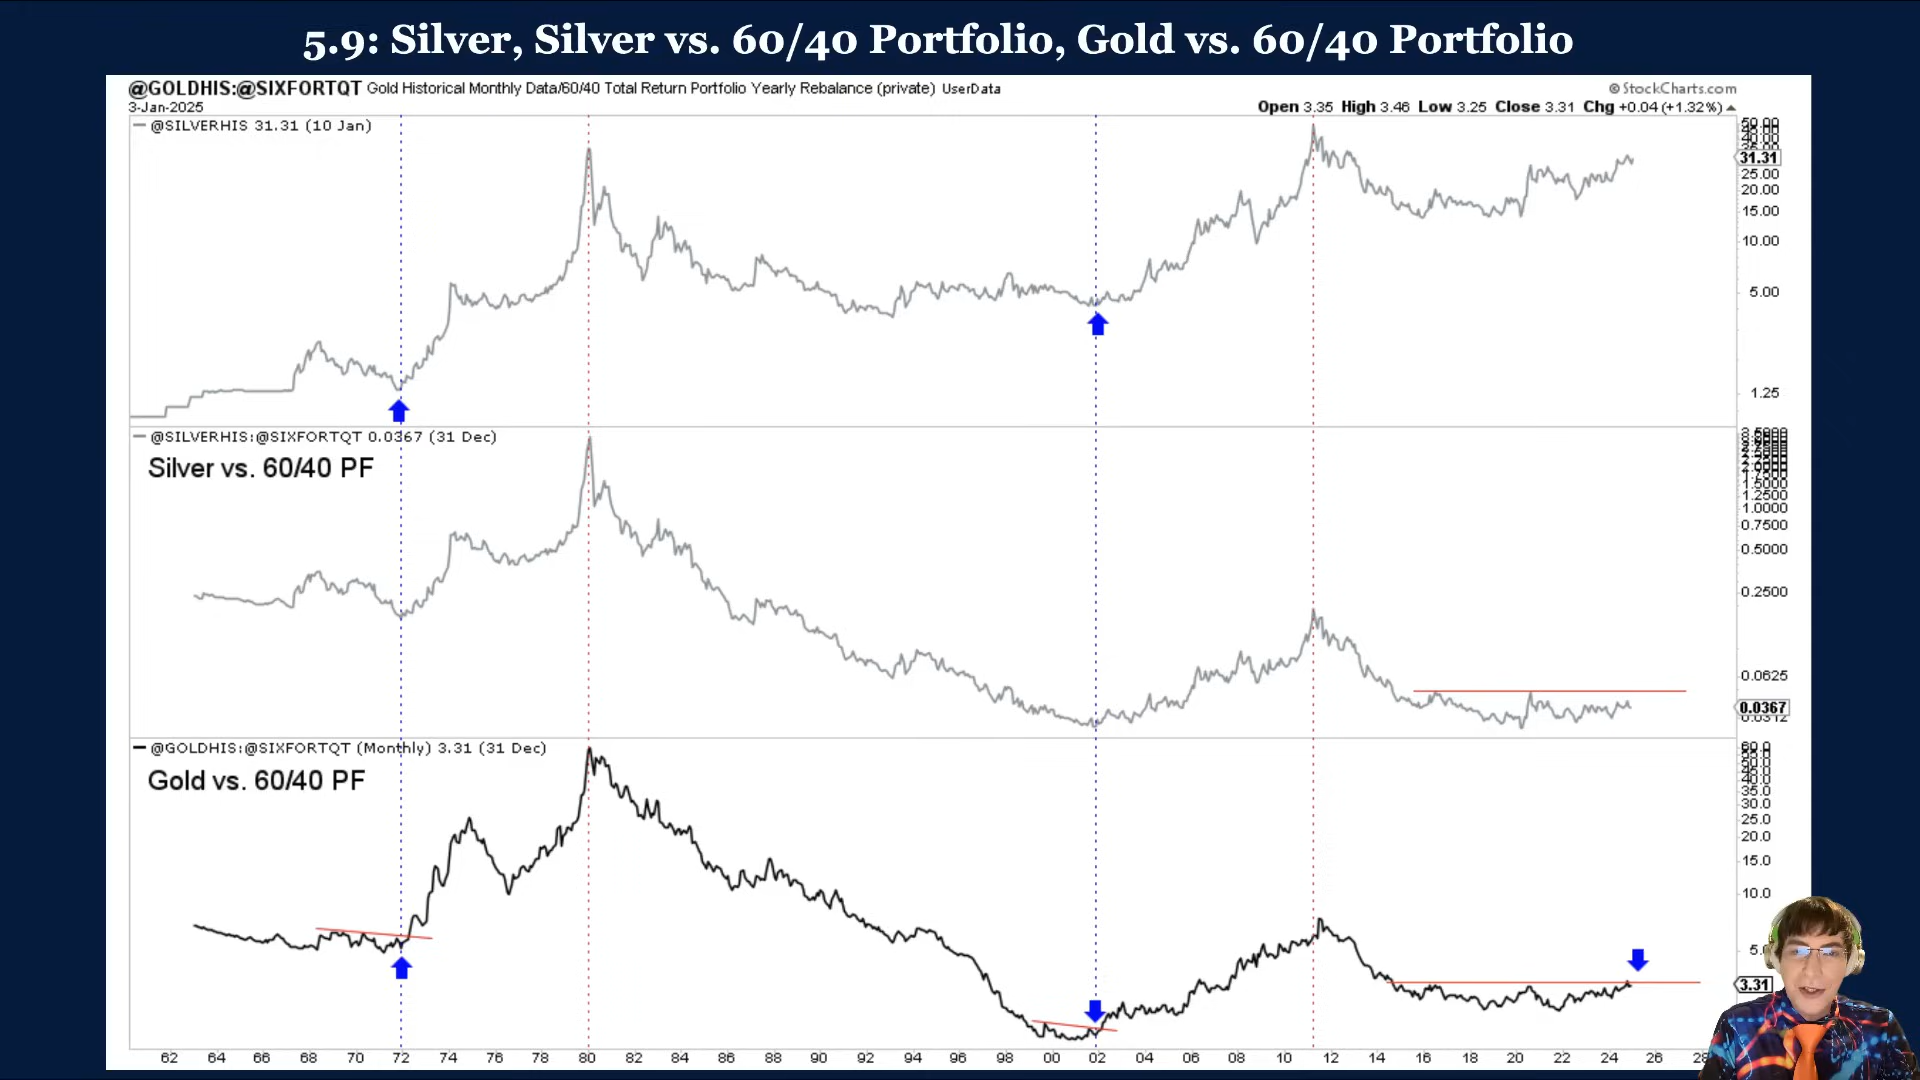 5.9: Silver, Silver vs. 60/40 Portfolio, Gold vs. 60/40 Portfolio
@GOLDHIS:@SIXFORTQT Gold Historical Monthly Data/60/40 Total Return Portfolio Yearly Rebalance (private) UserData
© StockCharts.com
3-Jan-2025
Open 3.35 High 3.46 Low 3.25 Close 3.31 Chg +0.04 (+1.32%)
@SILVERHIS 31.31 (10 Jan)
50.00
31.31
25.00
20.00
15.00
10.00
5.00
1.25
@SILVERHIS:@SIXFORTQT 0.0367 (31 Dec)
Silver vs. 60/40 PF
1.5000
1.2500
1.0000
0.7500
0.5000
0.2500
0.0625
0.0367
@GOLDHIS:@SIXFORTQT (Monthly) 3.31 (31 Dec)
Gold vs. 60/40 PF
40.0
35.0
30.0
25.0
20.0
15.0
10.0
3.31
62 64 66 68 70 72 74 76 78 80 82 84 86 88 90 92 94 96 98 00 02 04 06 08 10 12 14 16 18 20 22 24 26